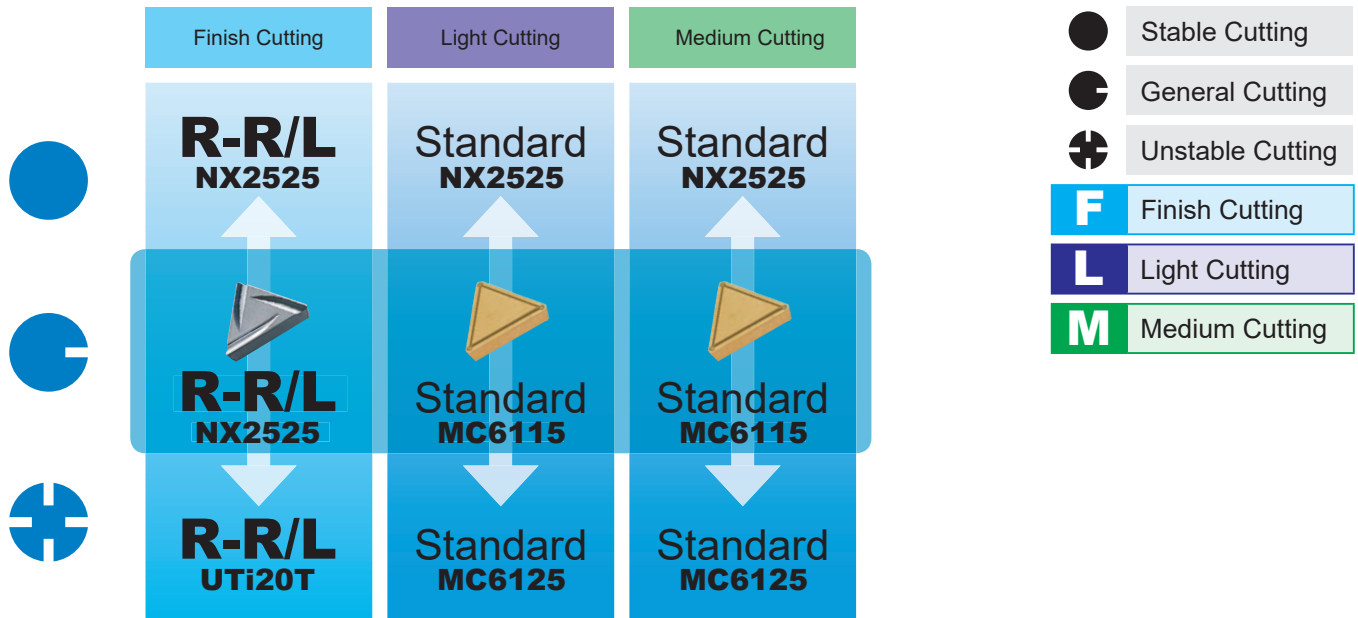 Finish Cutting
Light Cutting
Medium Cutting
R-R/L
NX2525
Standard
NX2525
Standard
NX2525
R-R/L
NX2525
Standard
MC6115
Standard
MC6115
R-R/L
UTi20T
Standard
MC6125
Standard
MC6125
Stable Cutting
General Cutting
Unstable Cutting
F Finish Cutting
L Light Cutting
M Medium Cutting